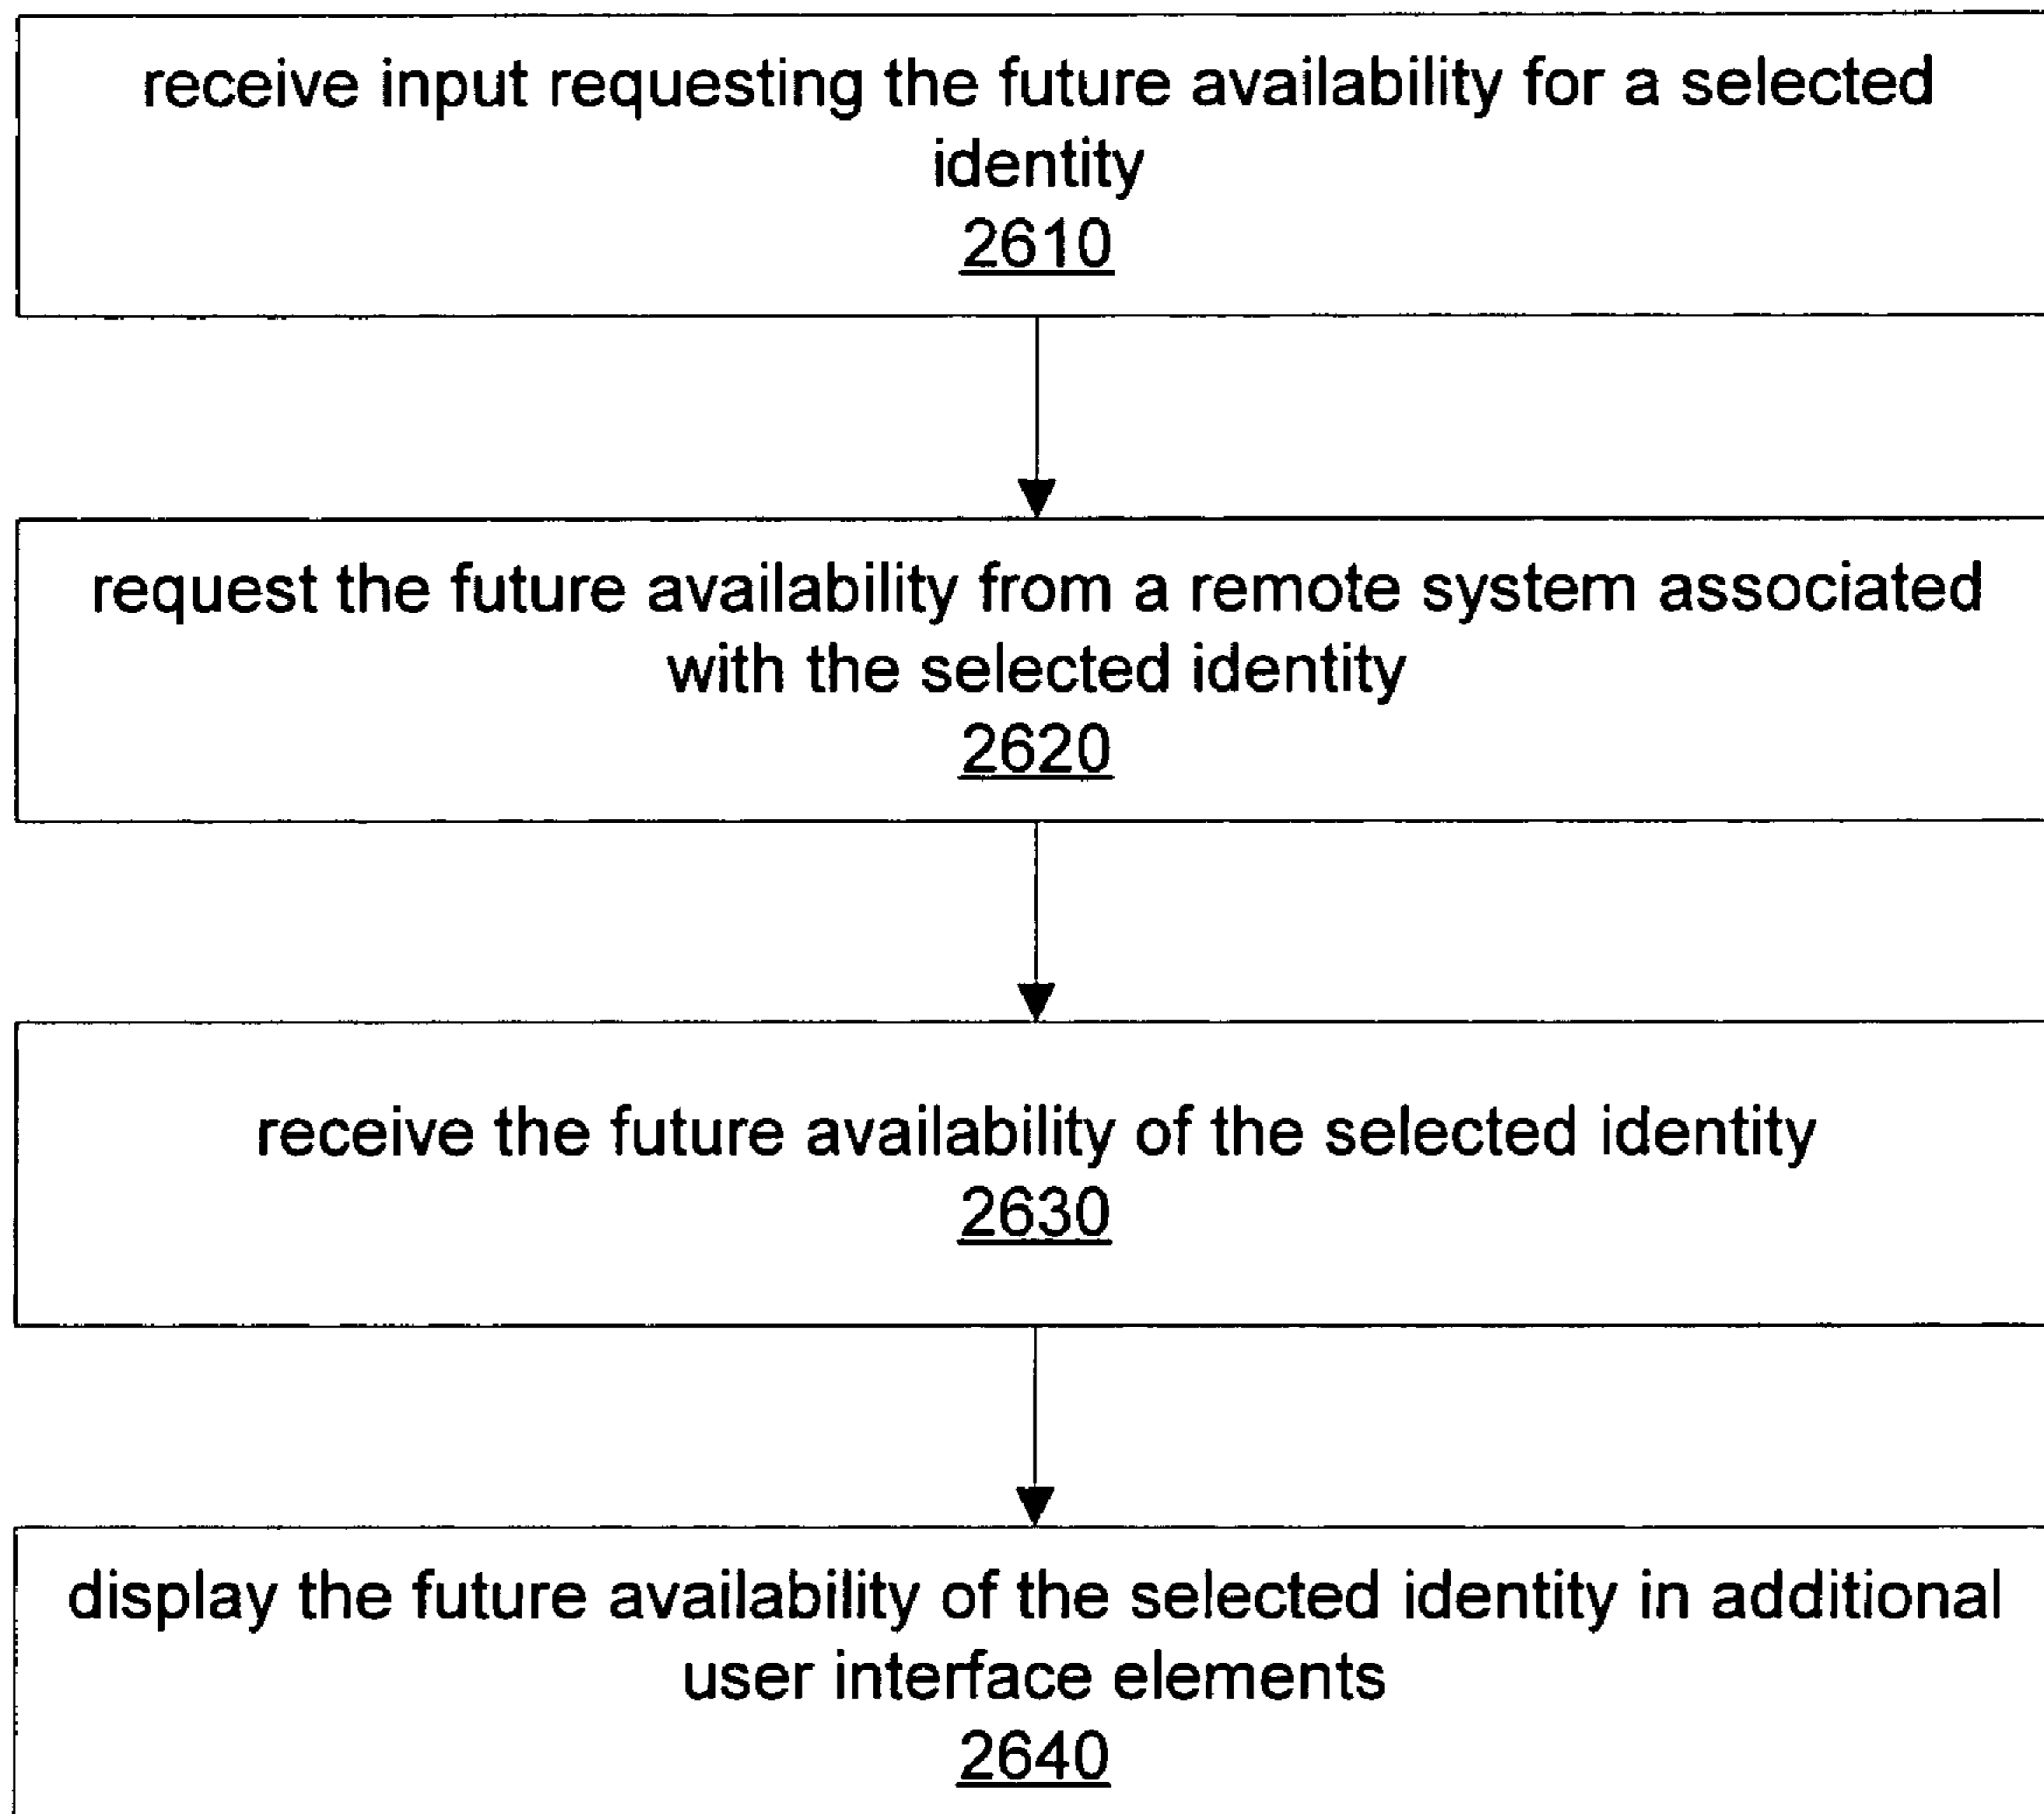 receive input requesting the future availability for a selected
identity
2610
request the future availability from a remote system associated
with the selected identity
2620
receive the future availability of the selected identity
2630
display the future availability of the selected identity in additional
user interface elements
2640